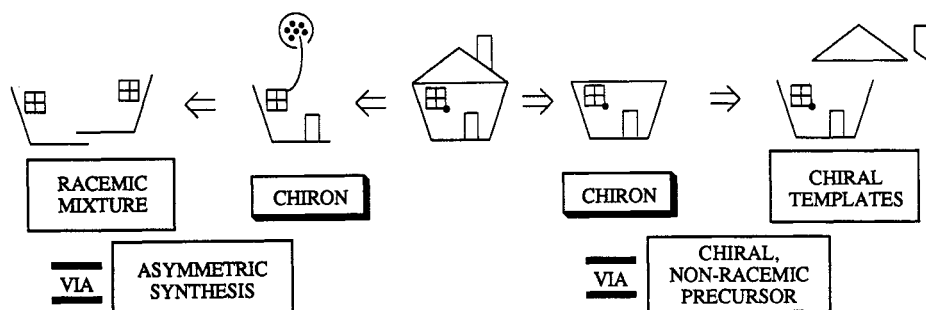 RACEMIC
MIXTURE
CHIRON
CHIRON
CHIRAL
TEMPLATES
VIA
ASYMMETRIC
SYNTHESIS
VIA
CHIRAL,
NON-RACEMIC
PRECURSOR